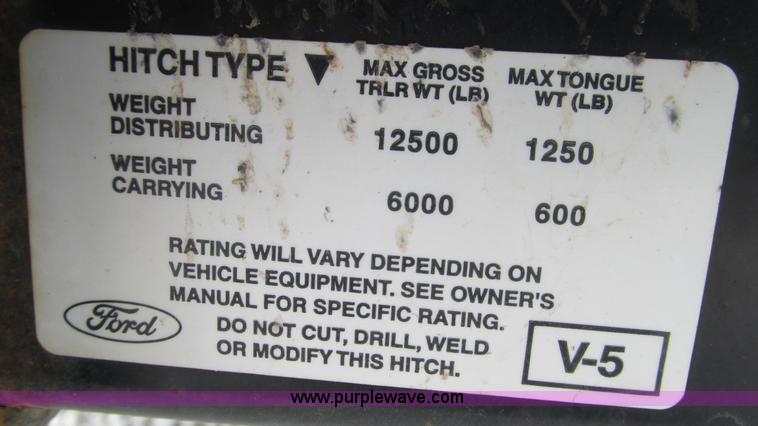 HITCH TYPE ▼ MAX GROSS TRLR WT (LB) MAX TONGUE WT (LB)
WEIGHT
DISTRIBUTING 12500 1250
WEIGHT
CARRYING 6000 600
RATING WILL VARY DEPENDING ON
VEHICLE EQUIPMENT. SEE OWNER'S
MANUAL FOR SPECIFIC RATING.
Ford
DO NOT CUT, DRILL, WELD
OR MODIFY THIS HITCH.
V-5
www.purplewave.com